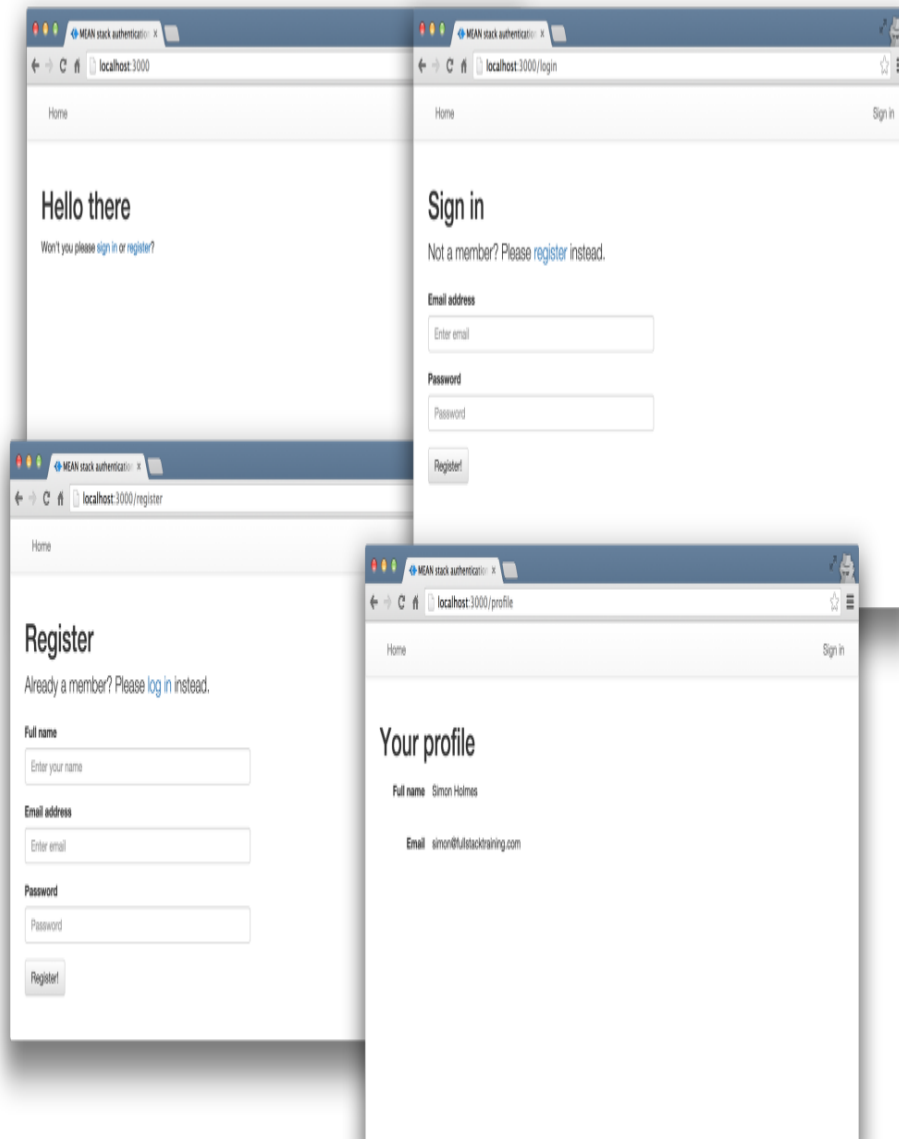 MEAN stack authentication
localhost:3000
Home
Hello there
Won't you please sign in or register?
MEAN stack authentication
localhost:3000/login
Home
Sign in
Sign in
Not a member? Please register instead.
Email address
Enter email
Password
Password
Register!
MEAN stack authentication
localhost:3000/register
Home
Register
Already a member? Please log in instead.
Full name
Enter your name
Email address
Enter email
Password
Password
Register!
MEAN stack authentication
localhost:3000/profile
Home
Sign in
Your profile
Full name Simon Holmes
Email simon@fullstacktraining.com